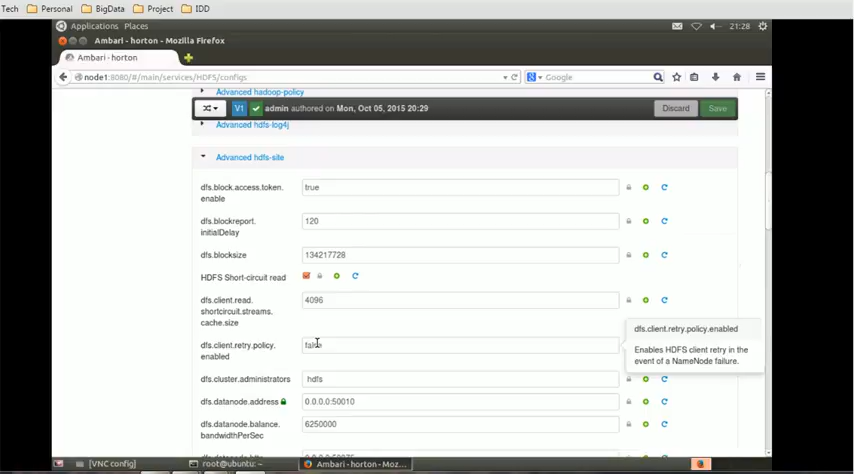 Tech Personal BigData Project IDD
Applications Places 21:28
Ambari - horton - Mozilla Firefox
Ambari - horton
node1:8080/#/main/services/HDFS/configs Google
Advanced hadoop-policy
V1 admin authored on Mon, Oct 05, 2015 20:29 Discard Save
Advanced hdfs-log4j
Advanced hdfs-site
dfs.block.access.token.
enable
true
dfs.blockreport.
initialDelay
120
dfs.blocksize
134217728
HDFS Short-circuit read
dfs.client.read.
shortcircuit.streams.
cache.size
4096
dfs.client.retry.policy.
enabled
dfs.client.retry.policy.enabled
Enables HDFS client retry in the
event of a NameNode failure.
dfs.cluster.administrators
hdfs
dfs.datanode.address
0.0.0.0:50010
dfs.datanode.balance.
bandwidthPerSec
6250000
[VNC config] root@ubuntu: ~ Ambari - horton - Moz...